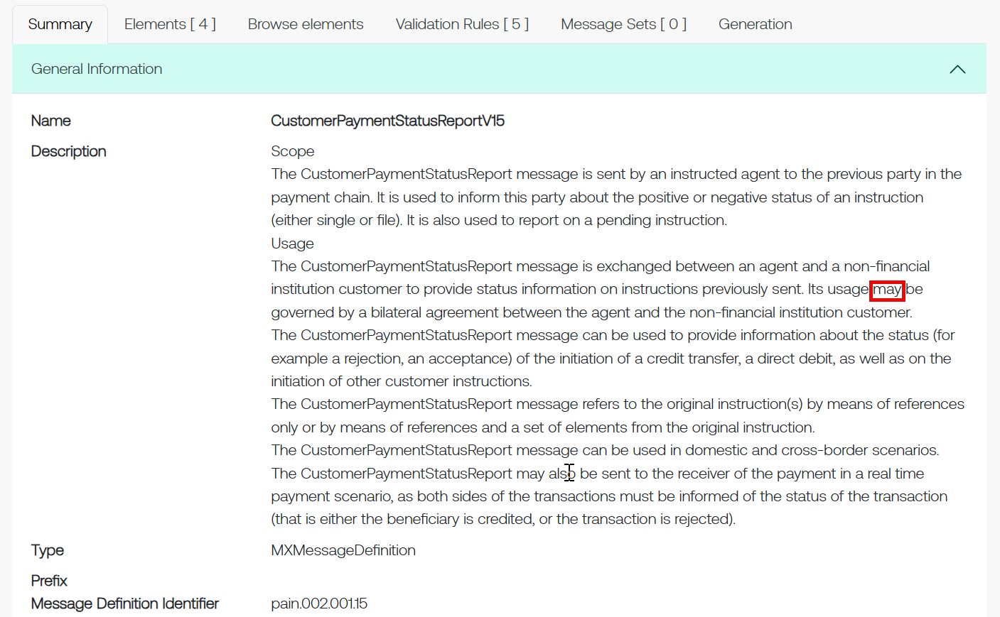 Summary Elements [ 4 ] Browse elements Validation Rules [ 5 ] Message Sets [ 0 ] Generation
General Information
Name CustomerPaymentStatusReportV15
Description Scope
The CustomerPaymentStatusReport message is sent by an instructed agent to the previous party in the
payment chain. It is used to inform this party about the positive or negative status of an instruction
(either single or file). It is also used to report on a pending instruction.
Usage
The CustomerPaymentStatusReport message is exchanged between an agent and a non-financial
institution customer to provide status information on instructions previously sent. Its usage may be
governed by a bilateral agreement between the agent and the non-financial institution customer.
The CustomerPaymentStatusReport message can be used to provide information about the status (for
example a rejection, an acceptance) of the initiation of a credit transfer, a direct debit, as well as on the
initiation of other customer instructions.
The CustomerPaymentStatusReport message refers to the original instruction(s) by means of references
only or by means of references and a set of elements from the original instruction.
The CustomerPaymentStatusReport message can be used in domestic and cross-border scenarios.
The CustomerPaymentStatusReport may also be sent to the receiver of the payment in a real time
payment scenario, as both sides of the transactions must be informed of the status of the transaction
(that is either the beneficiary is credited, or the transaction is rejected).
Type MXMessageDefinition
Prefix
Message Definition Identifier pain.002.001.15